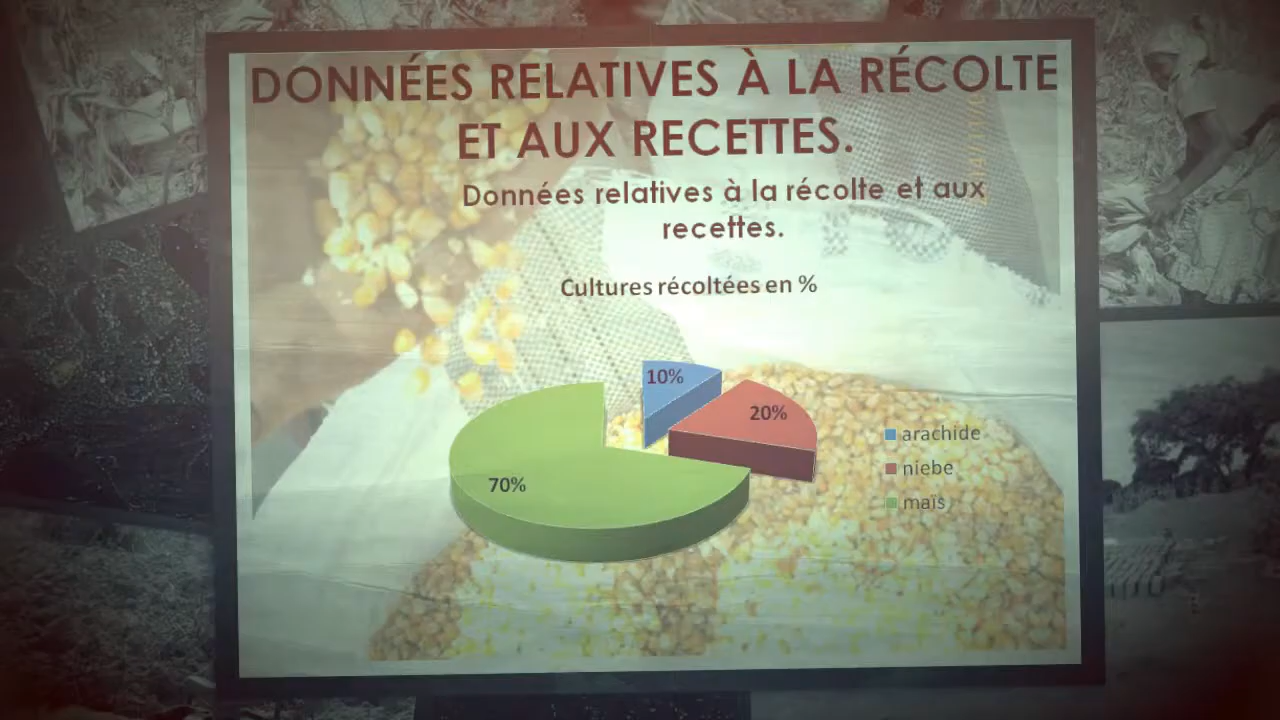 DONNÉES RELATIVES À LA RÉCOLTE
ET AUX RECETTES.
Données relatives à la récolte et aux
recettes.
Cultures récoltées en %
10%
20%
70%
arachide
niebe
maïs